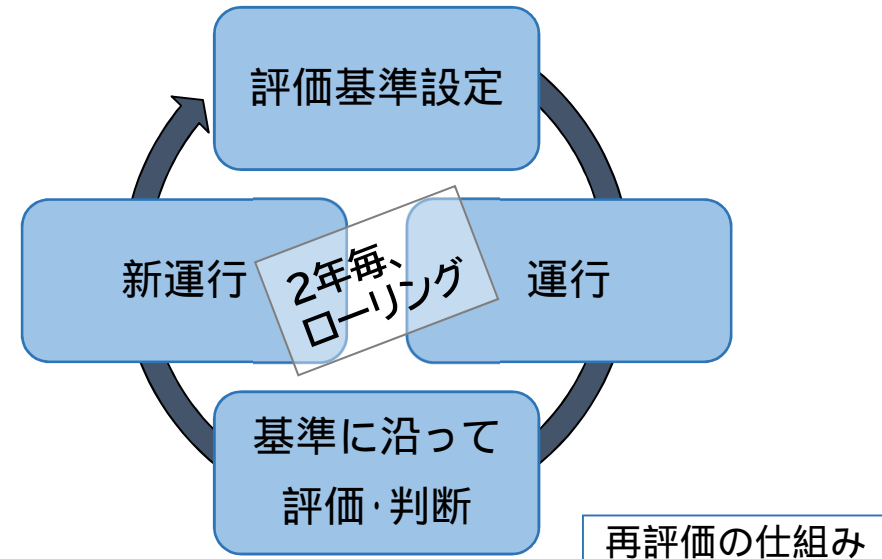 評価基準設定
新運行
2年毎、
ローリング
運行
基準に沿って
評価･判断
再評価の仕組み